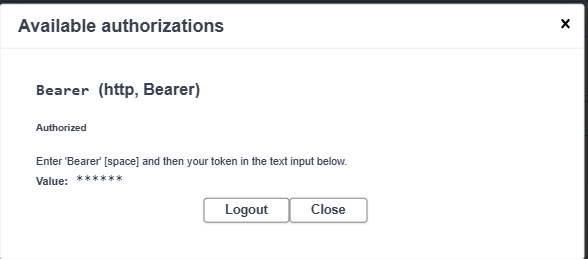 Available authorizations
×
Bearer (http, Bearer)
Authorized
Enter 'Bearer' [space] and then your token in the text input below.
Value: ******
Logout Close